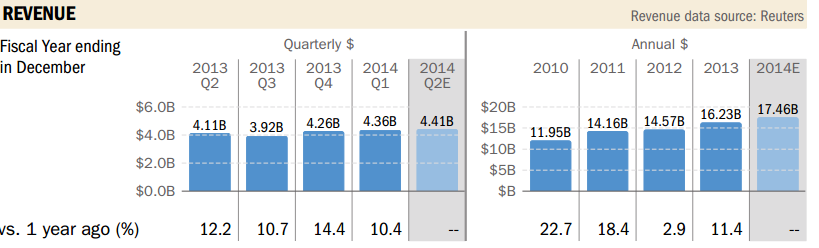 REVENUE
Revenue data source: Reuters
Fiscal Year ending
in December
Quarterly $
Annual $
2013 2013 2013 2014 2014
Q2 Q3 Q4 Q1 Q2E
2010 2011 2012 2013 2014E
$6.0B
$4.0B
$2.0B
$0.0B
4.11B 3.92B 4.26B 4.36B 4.41B
$20B
$15B
$10B
$5B
$B
11.95B 14.16B 14.57B 16.23B 17.46B
vs. 1 year ago (%) 12.2 10.7 14.4 10.4 -- 22.7 18.4 2.9 11.4 --